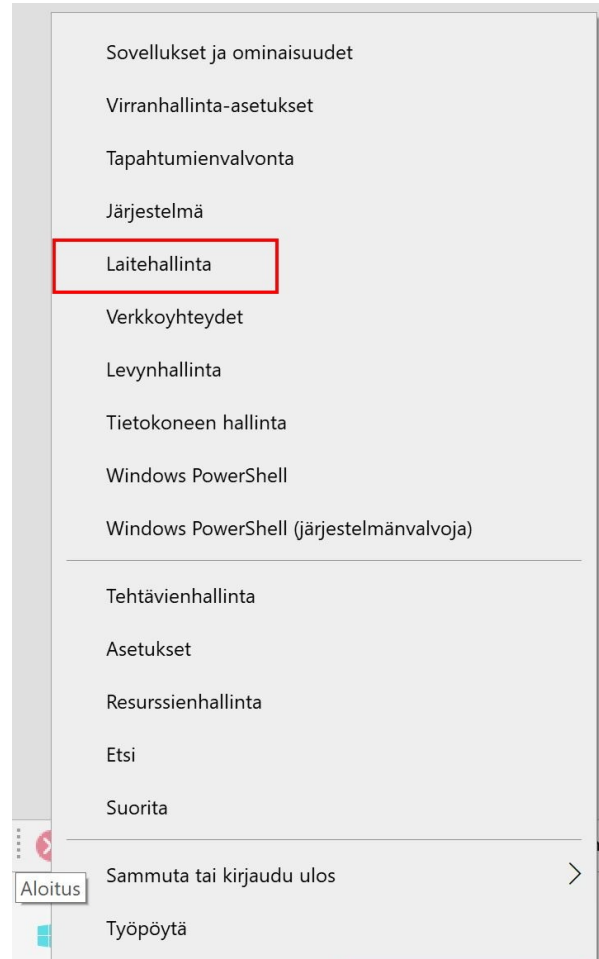 Sovellukset ja ominaisuudet
Virranhallinta-asetukset
Tapahtumienvalvonta
Järjestelmä
Laitehallinta
Verkkoyhteydet
Levynhallinta
Tietokoneen hallinta
Windows PowerShell
Windows PowerShell (järjestelmänvalvoja)
Tehtävienhallinta
Asetukset
Resurssienhallinta
Etsi
Suorita
Sammuta tai kirjaudu ulos
Aloitus
Työpöytä